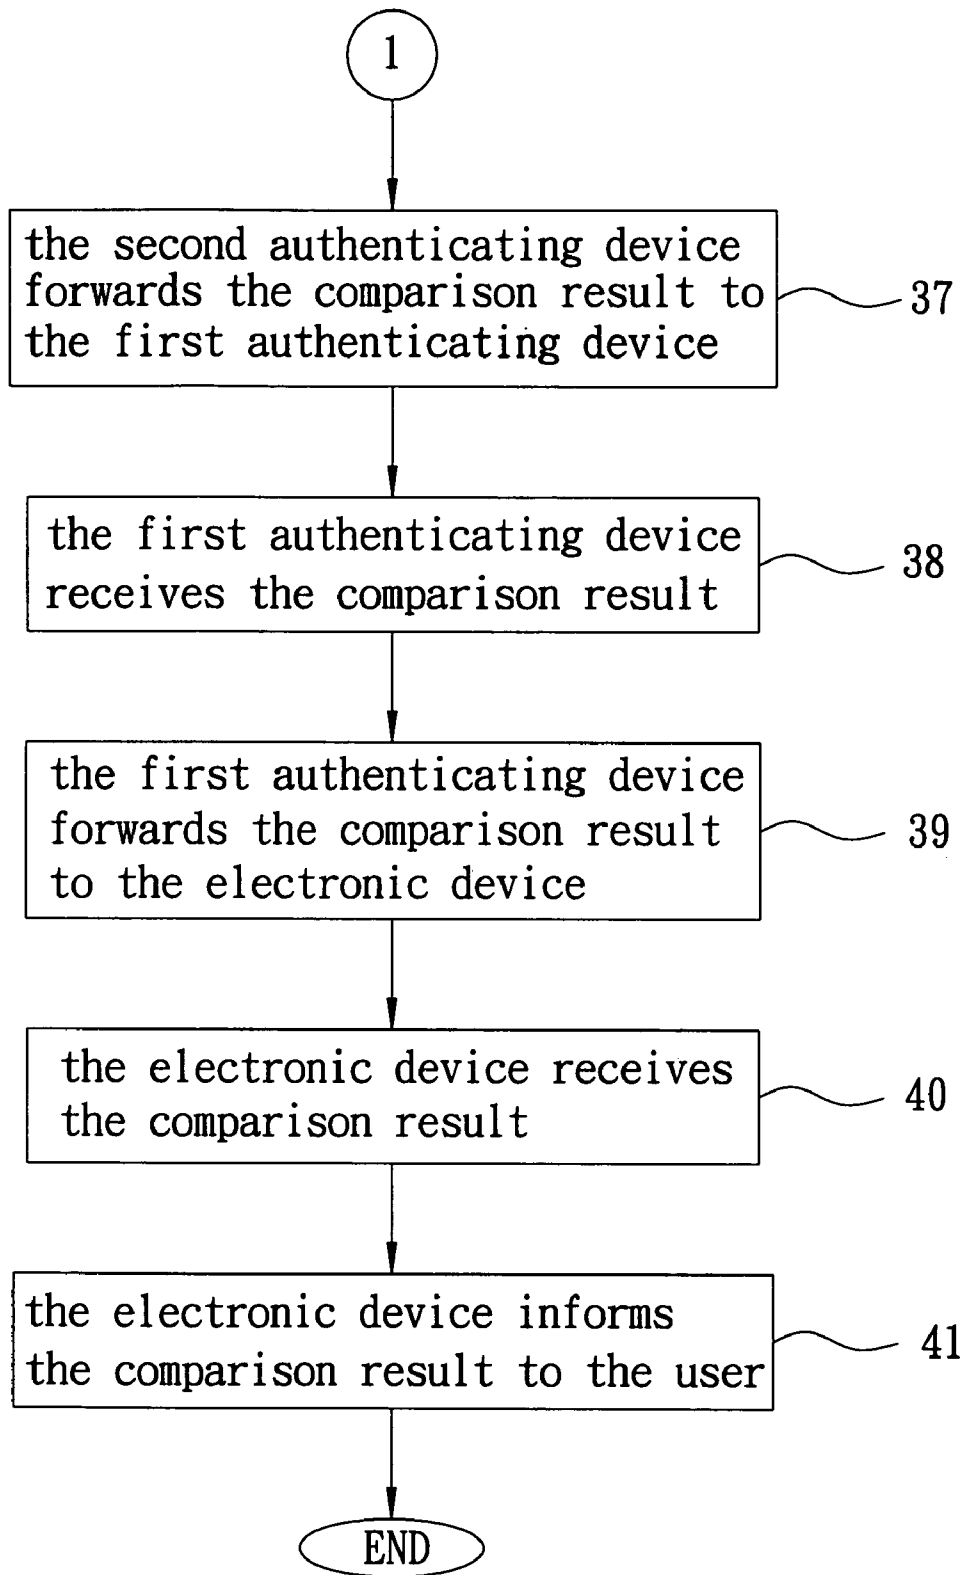 1
the second authenticating device
forwards the comparison result to
the first authenticating device
37
the first authenticating device
receives the comparison result
38
the first authenticating device
forwards the comparison result
to the electronic device
39
the electronic device receives
the comparison result
40
the electronic device informs
the comparison result to the user
41
END